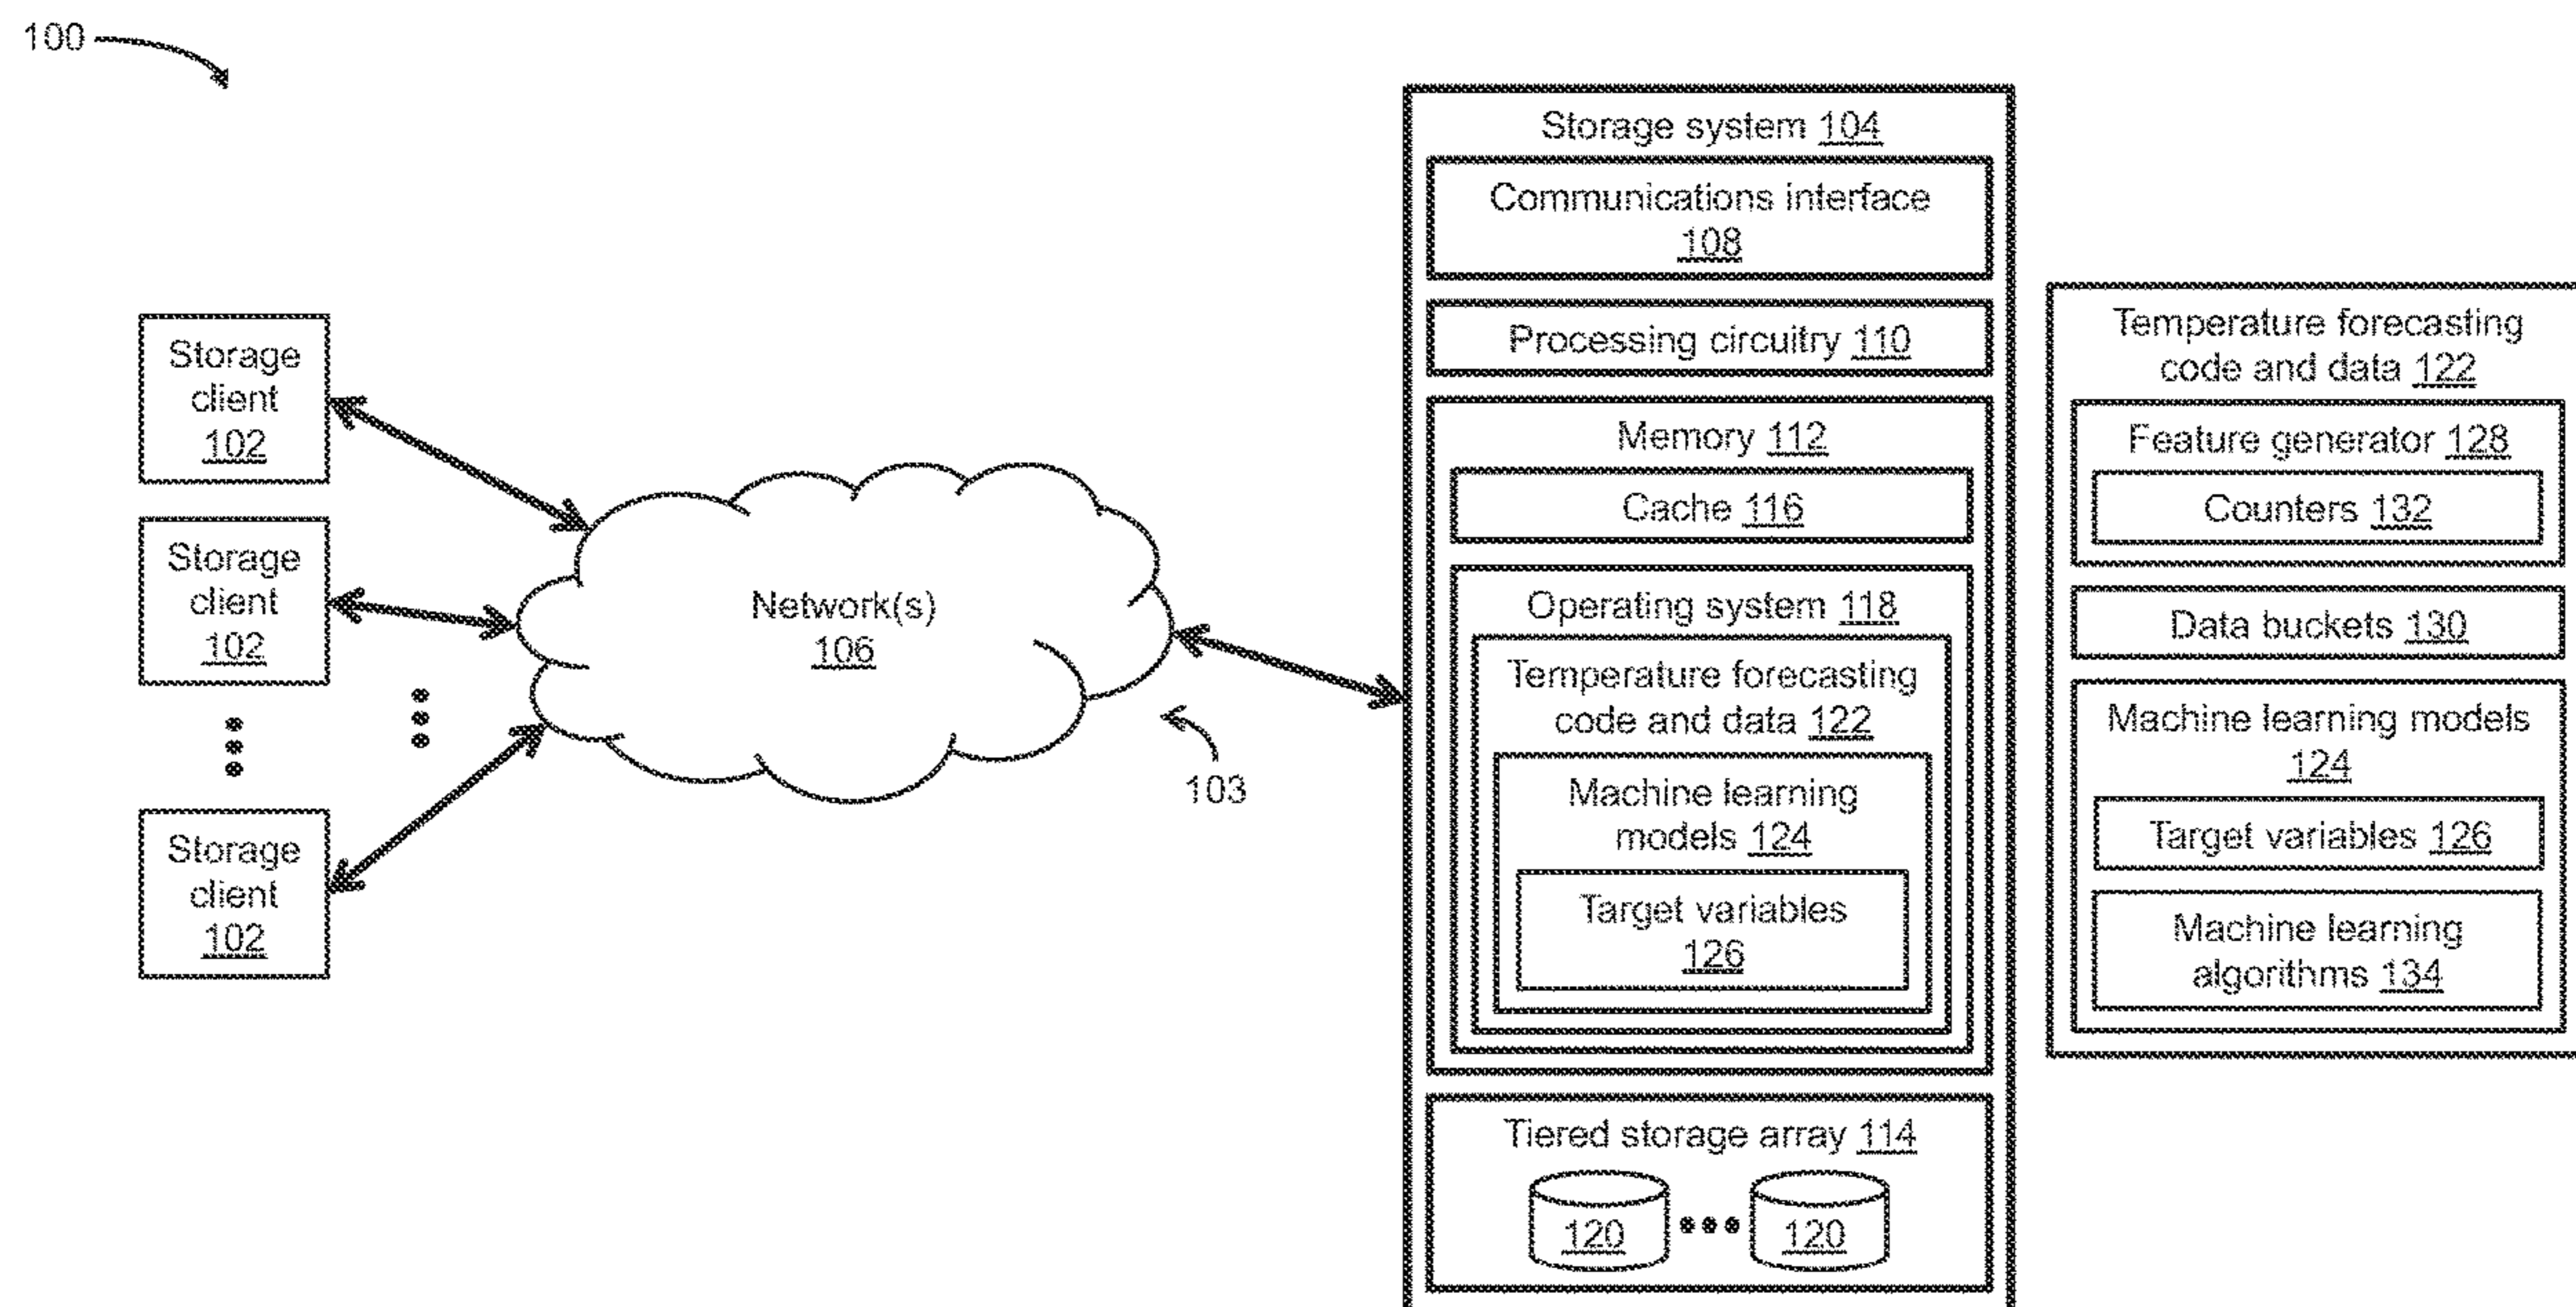 100
Storage
client
102
Storage
client
102
Storage
client
102
Network(s)
106
103
Storage system 104
Communications interface
108
Processing circuitry 110
Memory 112
Cache 116
Operating system 118
Temperature forecasting
code and data 122
Machine learning
models 124
Target variables
126
Tiered storage array 114
120
120
Temperature forecasting
code and data 122
Feature generator 128
Counters 132
Data buckets 130
Machine learning models
124
Target variables 126
Machine learning
algorithms 134